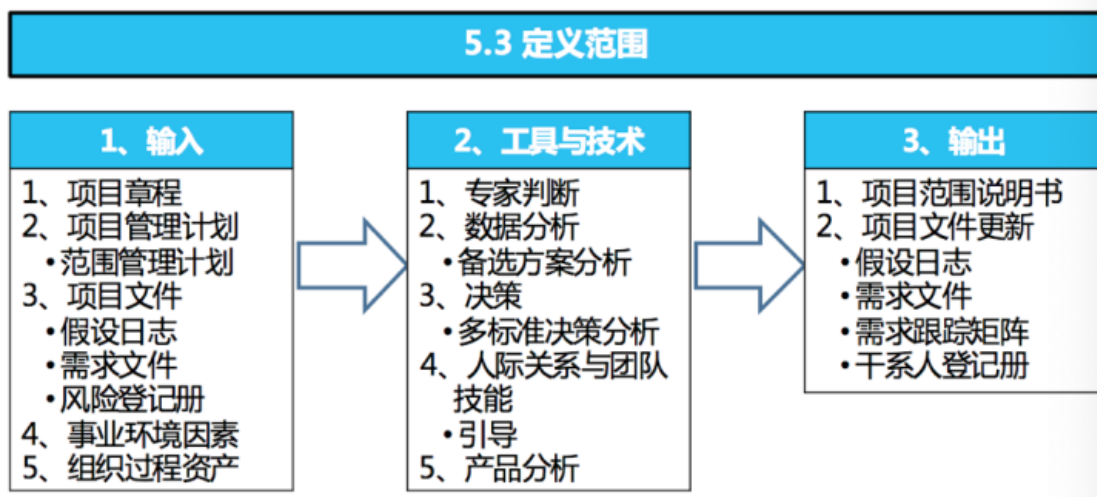 5.3 定义范围
1、输入
1、项目章程
2、项目管理计划
•范围管理计划
3、项目文件
•假设日志
•需求文件
•风险登记册
4、事业环境因素
5、组织过程资产
2、工具与技术
1、专家判断
2、数据分析
•备选方案分析
3、决策
•多标准决策分析
4、人际关系与团队
技能
•引导
5、产品分析
3、输出
1、项目范围说明书
2、项目文件更新
•假设日志
•需求文件
•需求跟踪矩阵
•干系人登记册